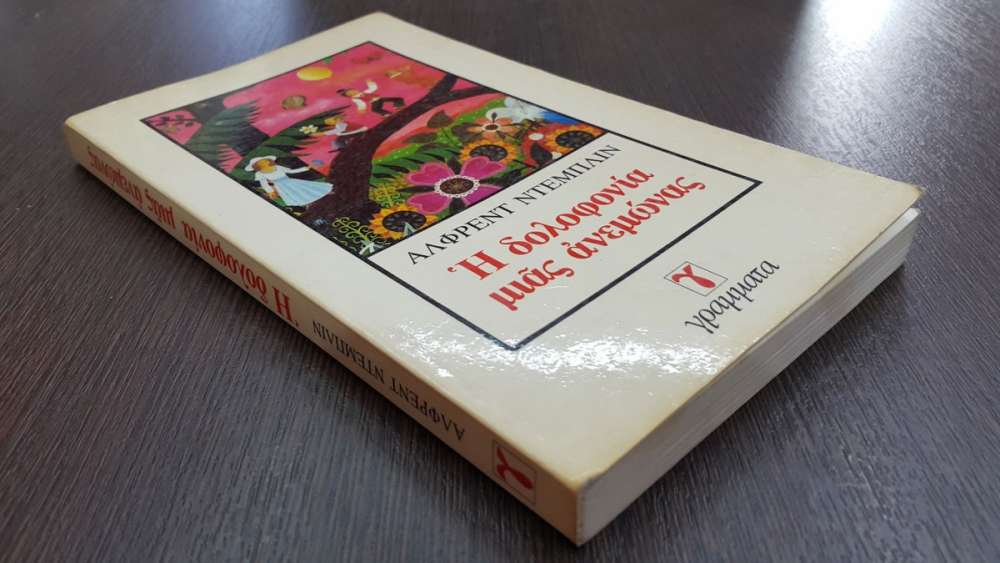 ΑΛΦΡΕΝΤ ΝΤΕΜΠΛΙΝ
Ἡ δολοφονία
μιᾶς ἀνεμώνας
γ
γράμματα
ΑΛΦΡΕΝΤ ΝΤΕΜΠΛΙΝ
Ἡ δολοφονία μιᾶς ἀνεμώνας
γ